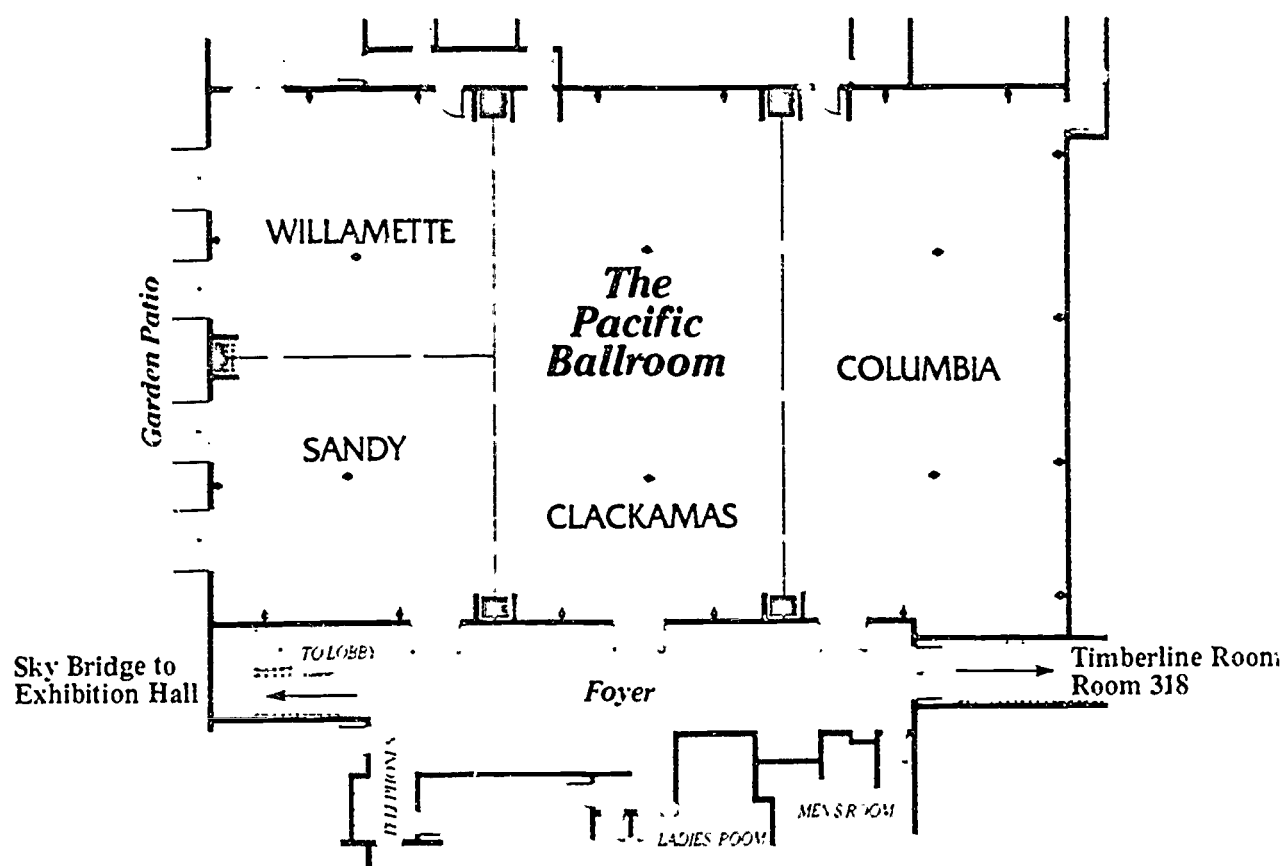 WILLAMETTE
The
Pacific
Ballroom
Garden Patio
COLUMBIA
SANDY
CLACKAMAS
TO LOBBY
Sky Bridge to
Exhibition Hall
Foyer
Timberline Room
Room 318
TELEPHONES
LADIES ROOM
MENS ROOM